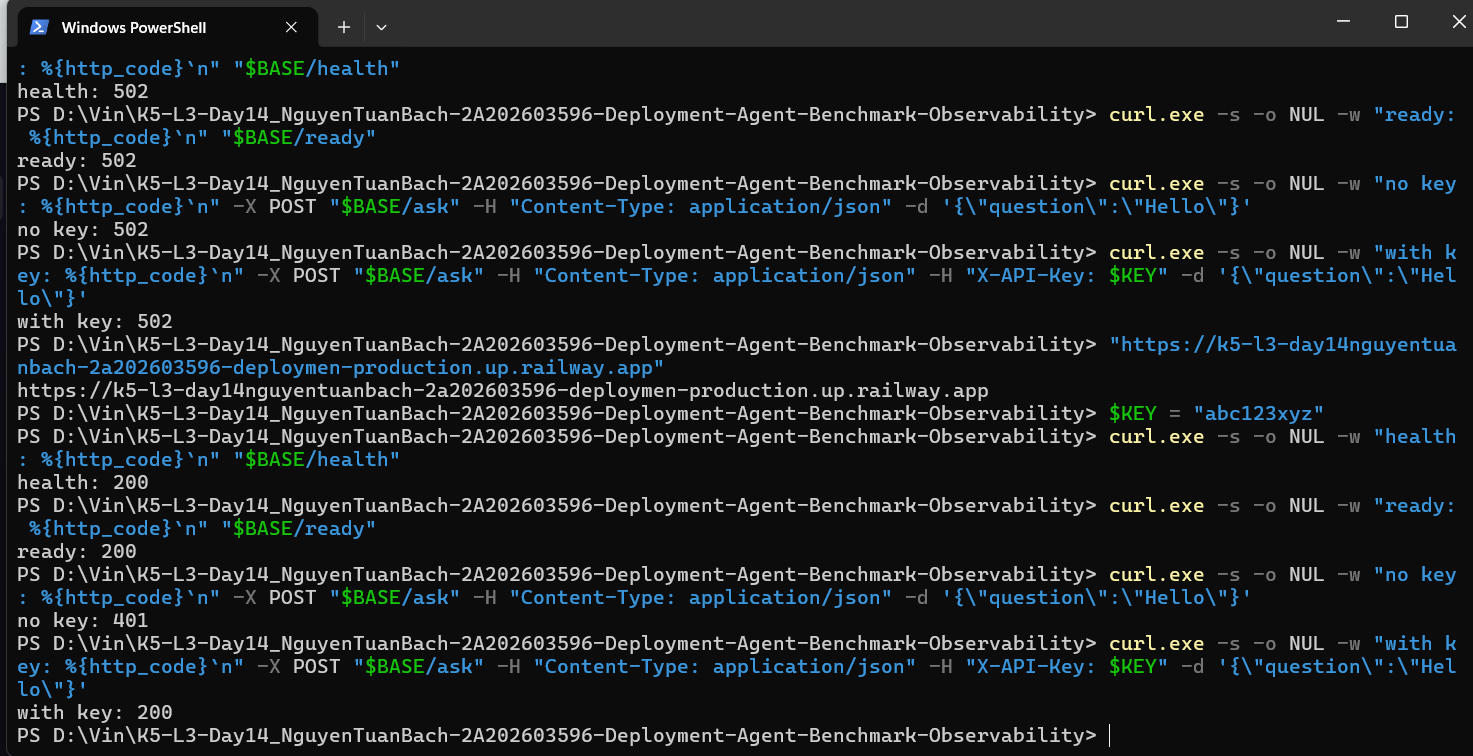 Windows PowerShell
: %{http_code}`n" "$BASE/health"
health: 502
PS D:\Vin\K5-L3-Day14_NguyenTuanBach-2A202603596-Deployment-Agent-Benchmark-Observability> curl.exe -s -o NUL -w "ready:
 %{http_code}`n" "$BASE/ready"
ready: 502
PS D:\Vin\K5-L3-Day14_NguyenTuanBach-2A202603596-Deployment-Agent-Benchmark-Observability> curl.exe -s -o NUL -w "no key
: %{http_code}`n" -X POST "$BASE/ask" -H "Content-Type: application/json" -d '{\"question\":\"Hello\"}'
no key: 502
PS D:\Vin\K5-L3-Day14_NguyenTuanBach-2A202603596-Deployment-Agent-Benchmark-Observability> curl.exe -s -o NUL -w "with k
ey: %{http_code}`n" -X POST "$BASE/ask" -H "Content-Type: application/json" -H "X-API-Key: $KEY" -d '{\"question\":\"Hel
lo\"}'
with key: 502
PS D:\Vin\K5-L3-Day14_NguyenTuanBach-2A202603596-Deployment-Agent-Benchmark-Observability> "https://k5-l3-day14nguyentua
nbach-2a202603596-deploymen-production.up.railway.app"
https://k5-l3-day14nguyentuanbach-2a202603596-deploymen-production.up.railway.app
PS D:\Vin\K5-L3-Day14_NguyenTuanBach-2A202603596-Deployment-Agent-Benchmark-Observability> $KEY = "abc123xyz"
PS D:\Vin\K5-L3-Day14_NguyenTuanBach-2A202603596-Deployment-Agent-Benchmark-Observability> curl.exe -s -o NUL -w "health
: %{http_code}`n" "$BASE/health"
health: 200
PS D:\Vin\K5-L3-Day14_NguyenTuanBach-2A202603596-Deployment-Agent-Benchmark-Observability> curl.exe -s -o NUL -w "ready:
 %{http_code}`n" "$BASE/ready"
ready: 200
PS D:\Vin\K5-L3-Day14_NguyenTuanBach-2A202603596-Deployment-Agent-Benchmark-Observability> curl.exe -s -o NUL -w "no key
: %{http_code}`n" -X POST "$BASE/ask" -H "Content-Type: application/json" -d '{\"question\":\"Hello\"}'
no key: 401
PS D:\Vin\K5-L3-Day14_NguyenTuanBach-2A202603596-Deployment-Agent-Benchmark-Observability> curl.exe -s -o NUL -w "with k
ey: %{http_code}`n" -X POST "$BASE/ask" -H "Content-Type: application/json" -H "X-API-Key: $KEY" -d '{\"question\":\"Hel
lo\"}'
with key: 200
PS D:\Vin\K5-L3-Day14_NguyenTuanBach-2A202603596-Deployment-Agent-Benchmark-Observability>